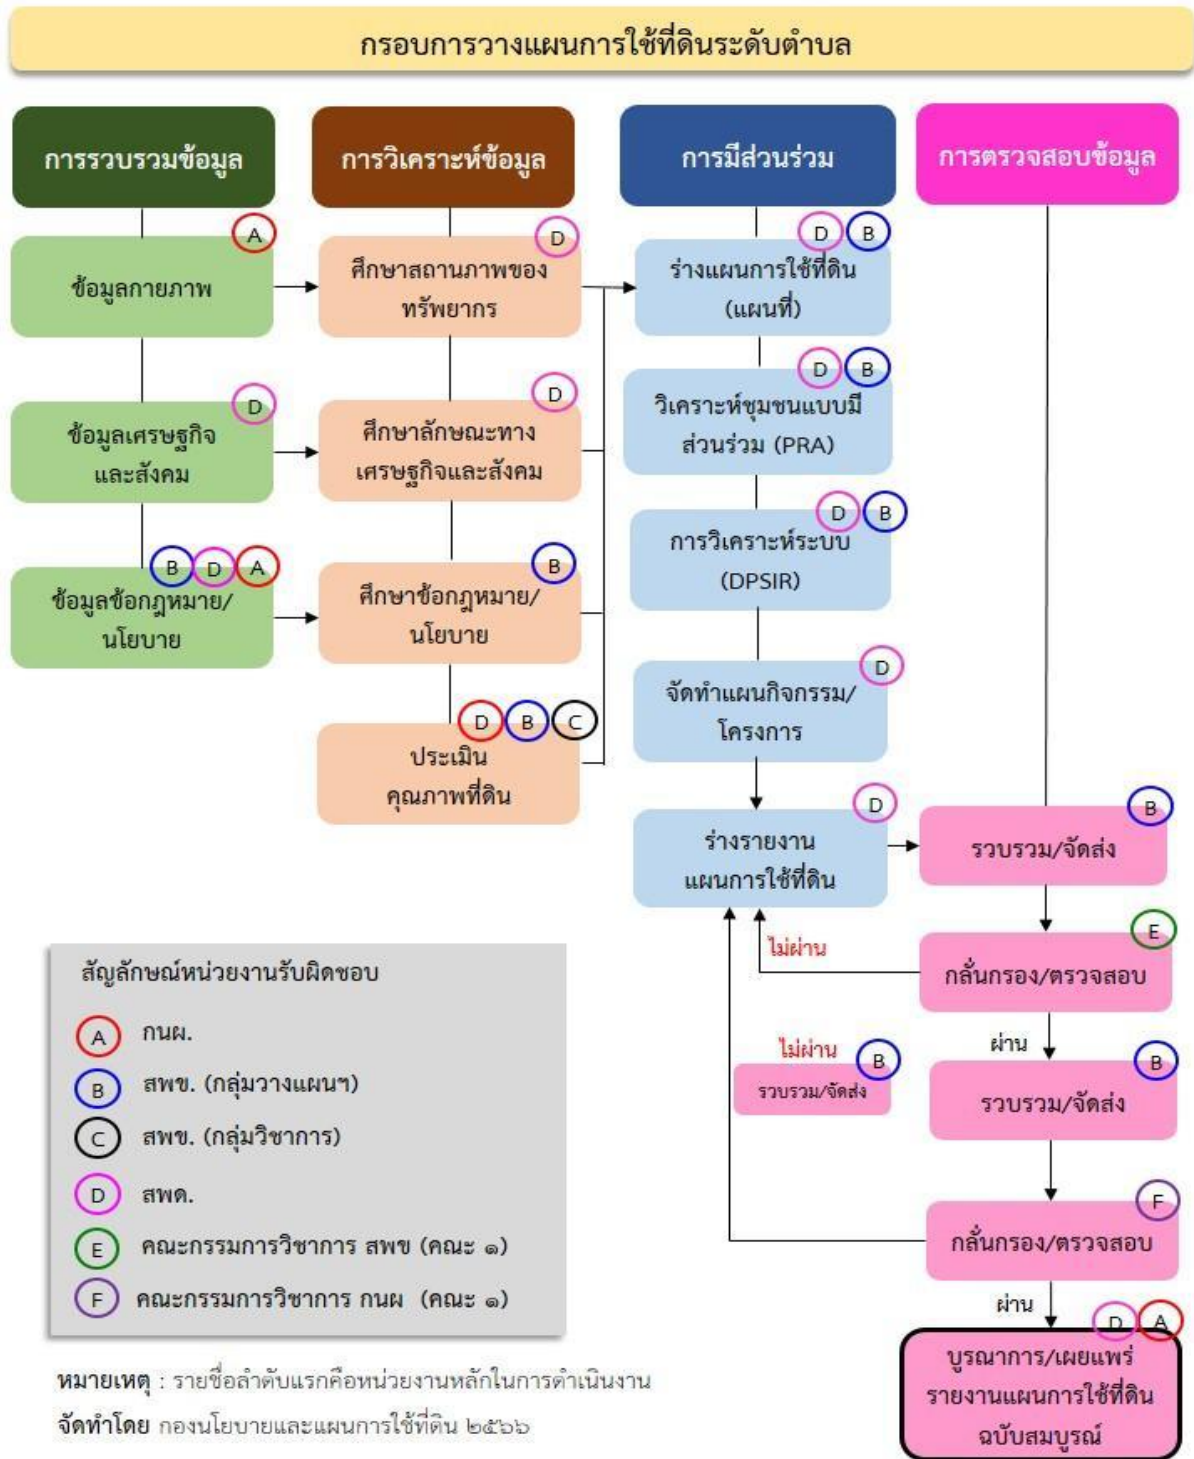 กรอบการวางแผนการใช้ที่ดินระดับตำบล
การรวบรวมข้อมูล
A
ข้อมูลกายภาพ
D
ข้อมูลเศรษฐกิจ
และสังคม
B D A
ข้อมูลข้อกฎหมาย/
นโยบาย
การวิเคราะห์ข้อมูล
D
ศึกษาสถานภาพของ
ทรัพยากร
D
ศึกษาลักษณะทาง
เศรษฐกิจและสังคม
B
ศึกษาข้อกฎหมาย/
นโยบาย
D B C
ประเมิน
คุณภาพที่ดิน
การมีส่วนร่วม
D B
ร่างแผนการใช้ที่ดิน
(แผนที่)
D B
วิเคราะห์ชุมชนแบบมี
ส่วนร่วม (PRA)
D B
การวิเคราะห์ระบบ
(DPSIR)
D
จัดทำแผนกิจกรรม/
โครงการ
D
ร่างรายงาน
แผนการใช้ที่ดิน
การตรวจสอบข้อมูล
B
รวบรวม/จัดส่ง
E
กลั่นกรอง/ตรวจสอบ
ไม่ผ่าน
ผ่าน
B
รวบรวม/จัดส่ง
ไม่ผ่าน
B
รวบรวม/จัดส่ง
F
กลั่นกรอง/ตรวจสอบ
ผ่าน
D A
บูรณาการ/เผยแพร่
รายงานแผนการใช้ที่ดิน
ฉบับสมบูรณ์
สัญลักษณ์หน่วยงานรับผิดชอบ
A กนผ.
B สพข. (กลุ่มวางแผนฯ)
C สพข. (กลุ่มวิชาการ)
D สพด.
E คณะกรรมการวิชาการ สพข (คณะ ๑)
F คณะกรรมการวิชาการ กนผ (คณะ ๑)
หมายเหตุ : รายชื่อลำดับแรกคือหน่วยงานหลักในการดำเนินงาน
จัดทำโดย กองนโยบายและแผนการใช้ที่ดิน ๒๕๖๖